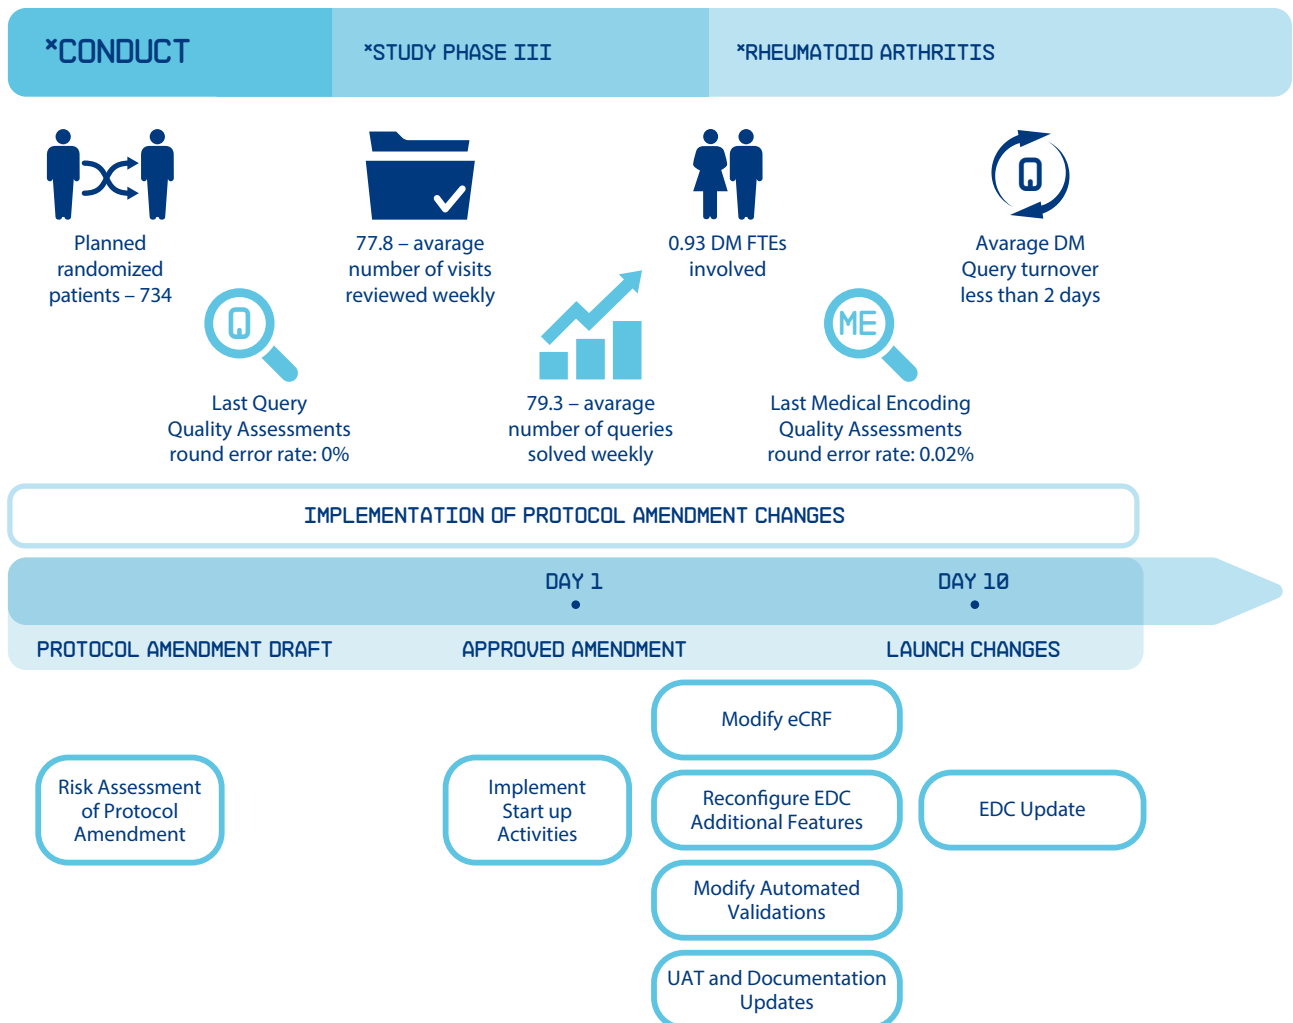 *CONDUCT
*STUDY PHASE III
*RHEUMATOID ARTHRITIS
Planned
randomized
patients – 734
77.8 – avarage
number of visits
reviewed weekly
0.93 DM FTEs
involved
Q
Avarage DM
Query turnover
less than 2 days
Q
Last Query
Quality Assessments
round error rate: 0%
79.3 – avarage
number of queries
solved weekly
ME
Last Medical Encoding
Quality Assessments
round error rate: 0.02%
IMPLEMENTATION OF PROTOCOL AMENDMENT CHANGES
DAY 1
DAY 10
PROTOCOL AMENDMENT DRAFT
APPROVED AMENDMENT
LAUNCH CHANGES
Risk Assessment
of Protocol
Amendment
Implement
Start up
Activities
Modify eCRF
Reconfigure EDC
Additional Features
Modify Automated
Validations
UAT and Documentation
Updates
EDC Update